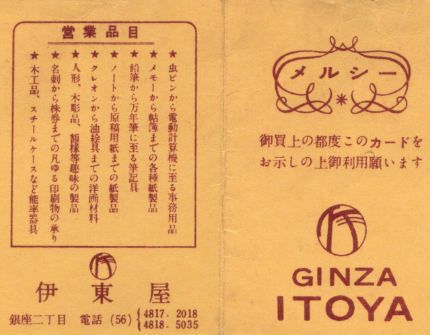 メルシー
御買上の都度このカードを
お示しの上御利用願います
GINZA
ITOYA
営業品目
★虫ピンから電動計算機に至る事務用品
★メモーから帖簿までの各種紙製品
★鉛筆から万年筆に至る筆記具
★ノートから原稿用紙までの紙製品
★クレオンから油絵具までの洋画材料
★人形、木彫品、額椽等趣味の製品
★名刺から株券までの凡ゆる印刷物の承り
★木工品、スチールケースなど能率器具
伊東屋
銀座二丁目 電話 (56) 4817. 2018
4818. 5035